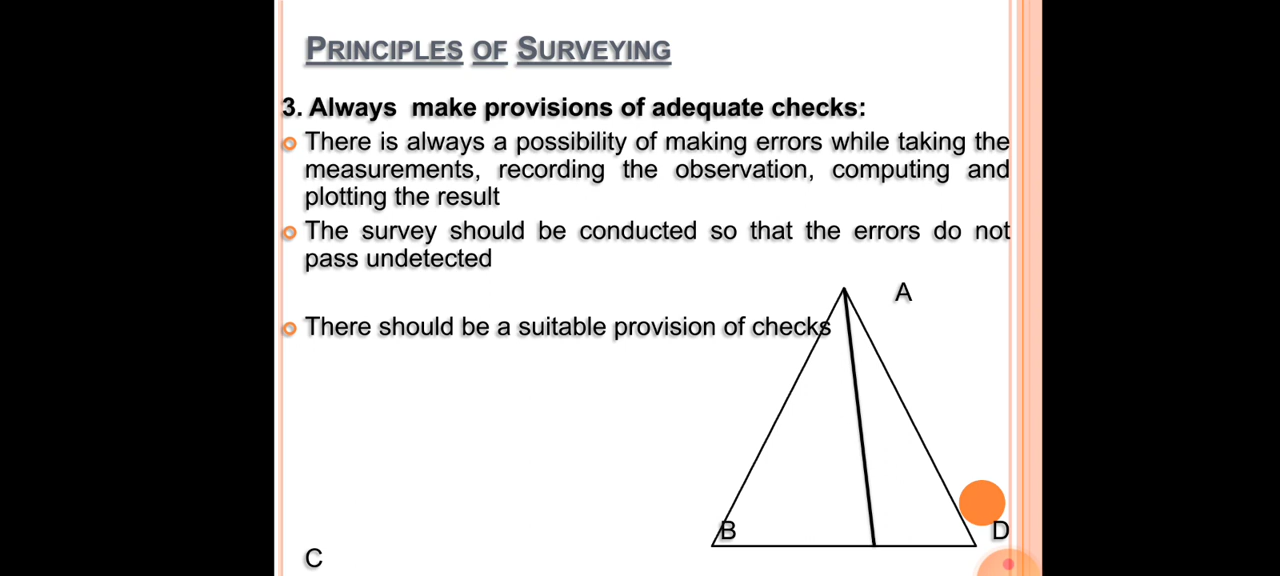 PRINCIPLES OF SURVEYING
3. Always make provisions of adequate checks:
There is always a possibility of making errors while taking the
measurements, recording the observation, computing and
plotting the result
The survey should be conducted so that the errors do not
pass undetected
A
There should be a suitable provision of checks
B
D
C